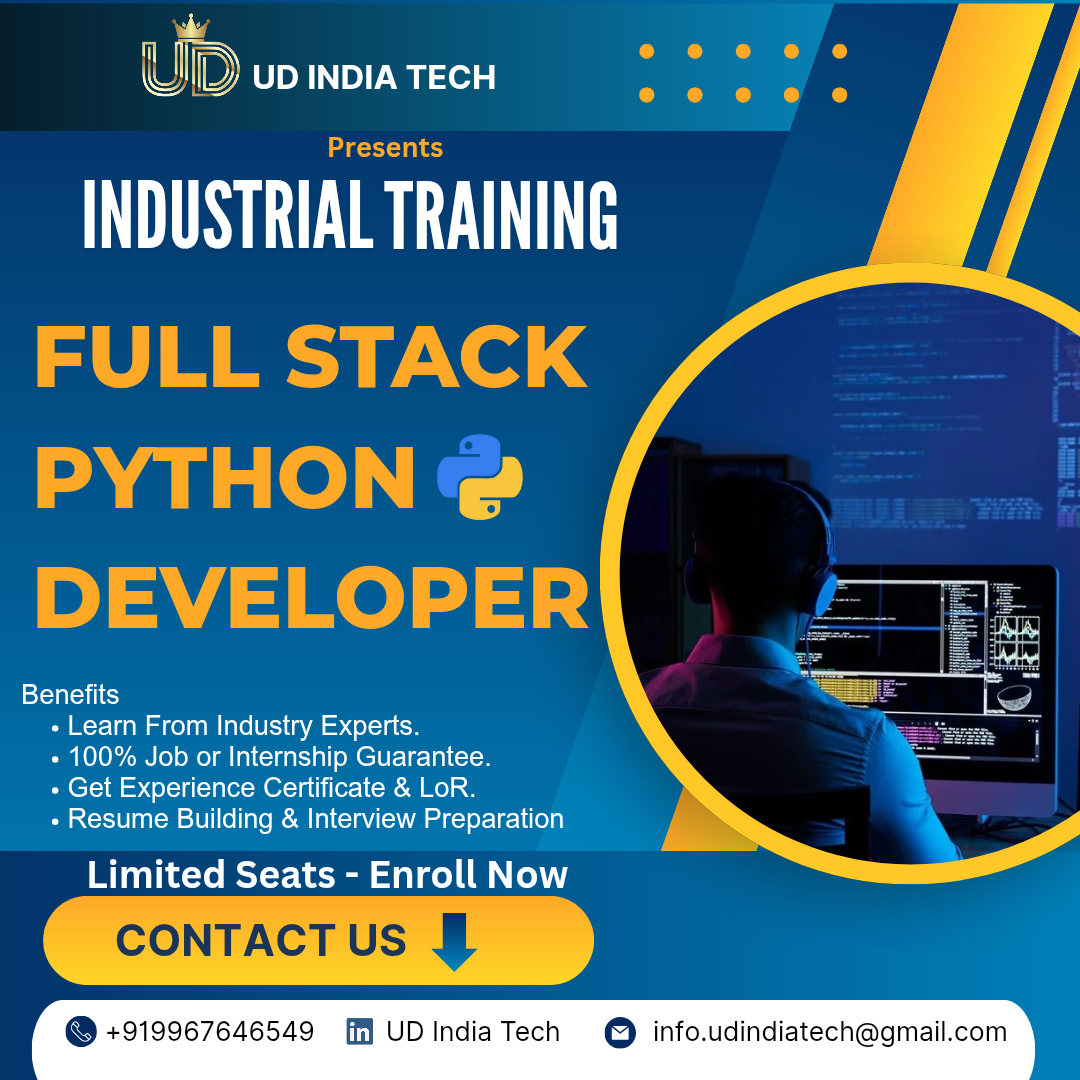 UD UD INDIA TECH
Presents
INDUSTRIAL TRAINING
FULL STACK
PYTHON
DEVELOPER
Benefits
• Learn From Industry Experts.
• 100% Job or Internship Guarantee.
• Get Experience Certificate & LoR.
• Resume Building & Interview Preparation
Limited Seats - Enroll Now
CONTACT US
+919967646549 in UD India Tech info.udindiatech@gmail.com